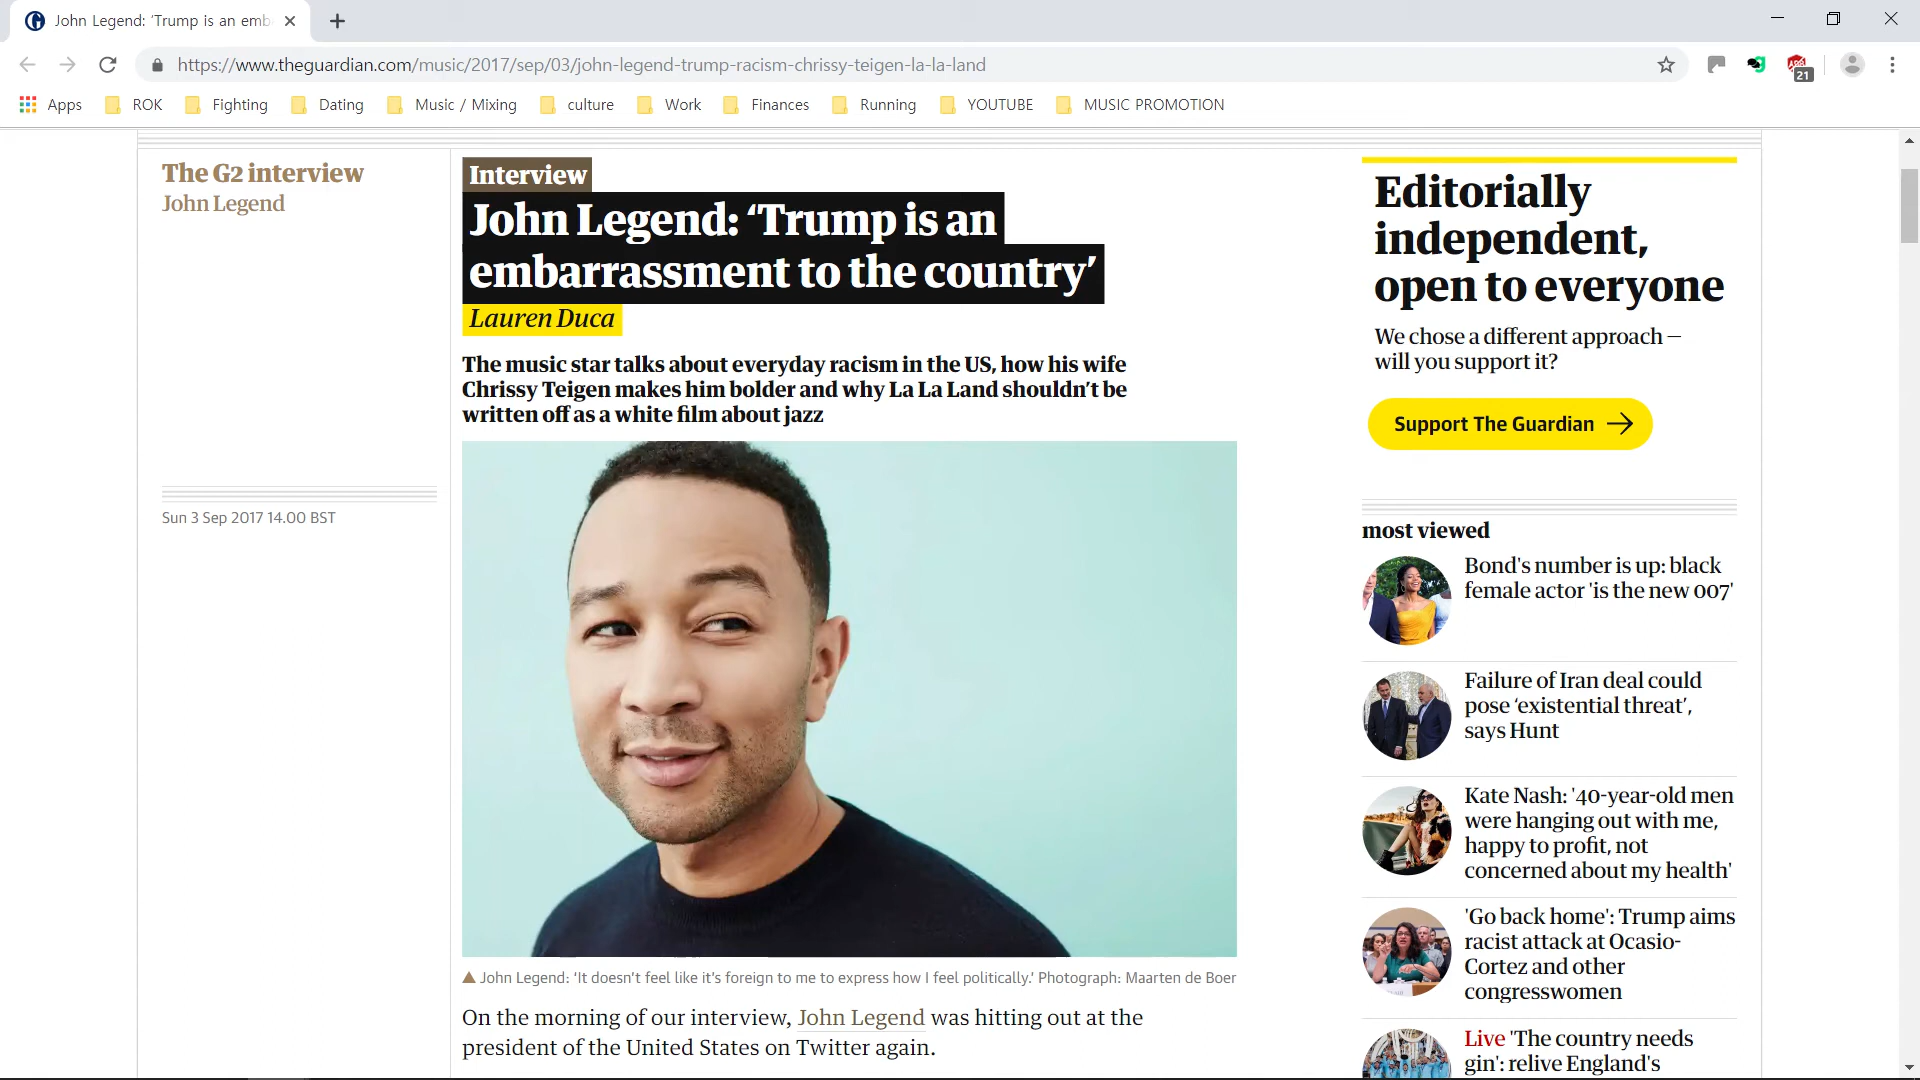 John Legend: 'Trump is an emb
https://www.theguardian.com/music/2017/sep/03/john-legend-trump-racism-chrissy-teigen-la-la-land
21
Apps
ROK
Fighting
Dating
Music / Mixing
culture
Work
Finances
Running
YOUTUBE
MUSIC PROMOTION
The G2 interview
John Legend
Sun 3 Sep 2017 14.00 BST
Interview
John Legend: ‘Trump is an
embarrassment to the country’
Lauren Duca
The music star talks about everyday racism in the US, how his wife
Chrissy Teigen makes him bolder and why La La Land shouldn’t be
written off as a white film about jazz
John Legend: ‘It doesn’t feel like it’s foreign to me to express how I feel politically.’ Photograph: Maarten de Boer
On the morning of our interview, John Legend was hitting out at the
president of the United States on Twitter again.
Editorially
independent,
open to everyone
We chose a different approach –
will you support it?
Support The Guardian
most viewed
Bond's number is up: black
female actor 'is the new 007'
Failure of Iran deal could
pose ‘existential threat’,
says Hunt
Kate Nash: '40-year-old men
were hanging out with me,
happy to profit, not
concerned about my health'
'Go back home': Trump aims
racist attack at Ocasio-
Cortez and other
congresswomen
Live 'The country needs
gin': relive England's